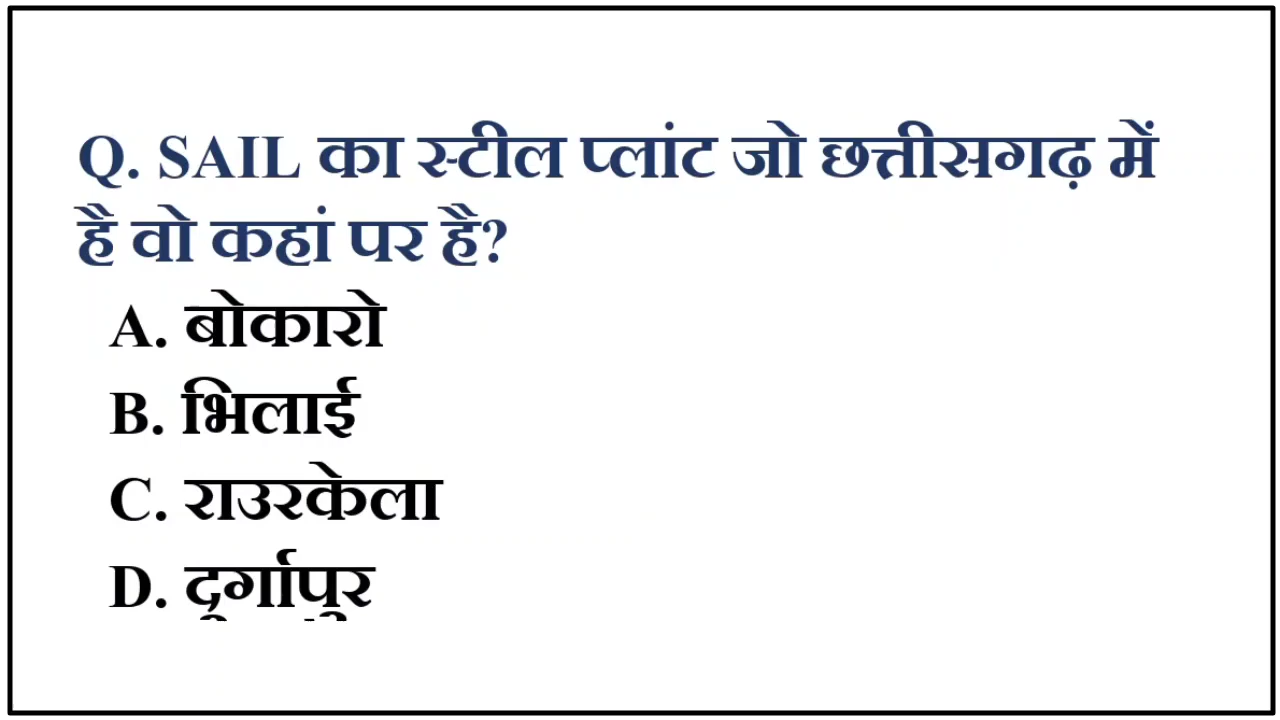 Q. SAIL का स्टील प्लांट जो छत्तीसगढ़ में
है वो कहां पर है?
A. बोकारो
B. भिलाई
C. राउरकेला
D. दूर्गापुर